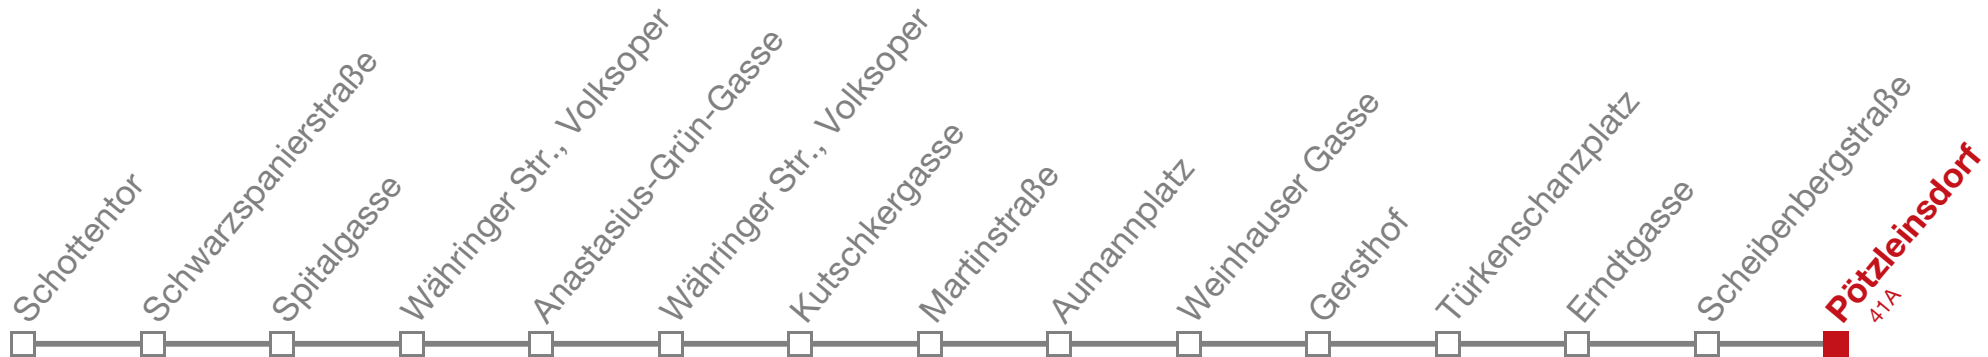 Schottentor
Schwarzspanierstraße
Spitalgasse
Währinger Str., Volksoper
Anastasius-Grün-Gasse
Währinger Str., Volksoper
Kutschkergasse
Martinstraße
Aumannplatz
Weinhauser Gasse
Gersthof
Türkenschanzplatz
Erndtgasse
Scheibenbergstraße
Pötzleinsdorf
41A